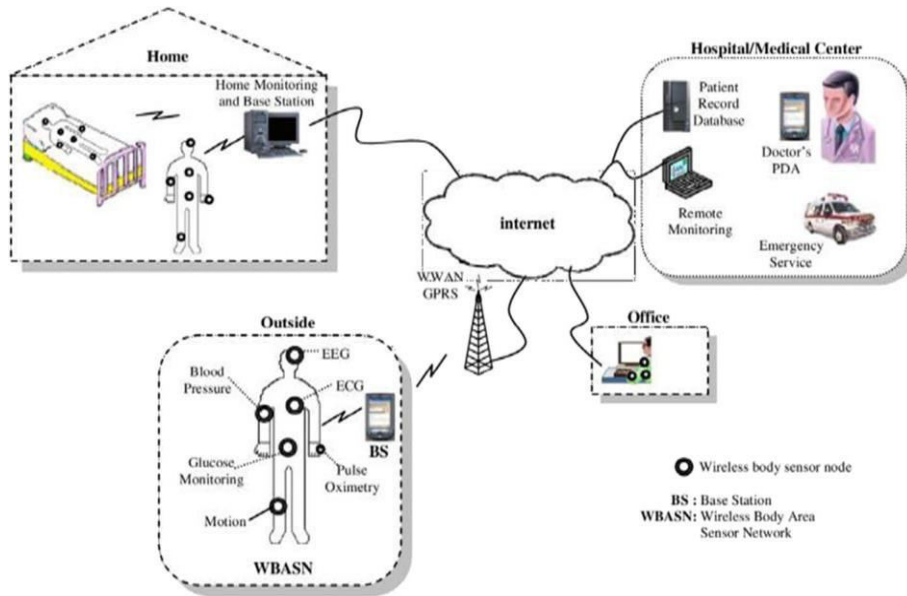 Home
Home Monitoring
and Base Station
Hospital/Medical Center
Patient
Record
Database
Doctor's
PDA
Remote
Monitoring
Emergency
Service
internet
W.WAN
GPRS
Office
Outside
EEG
Blood
Pressure
ECG
BS
Glucose
Monitoring
Pulse
Oximetry
Motion
WBASN
Wireless body sensor node
BS : Base Station
WBASN: Wireless Body Area
Sensor Network